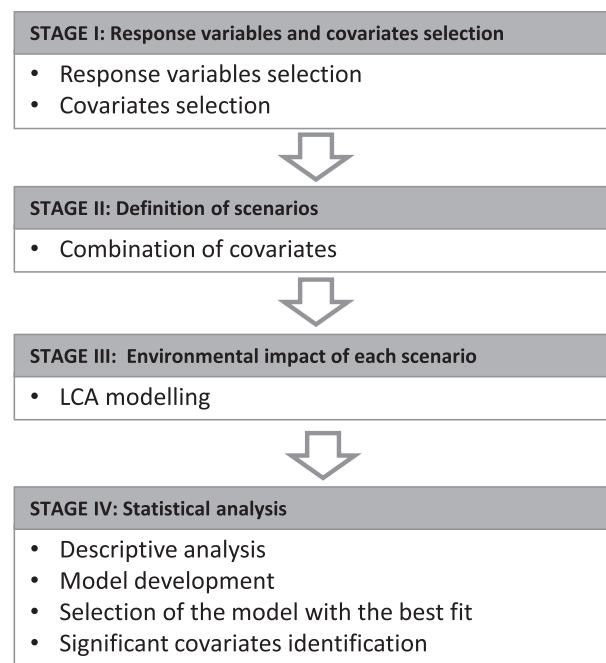 STAGE I: Response variables and covariates selection
• Response variables selection
• Covariates selection
STAGE II: Definition of scenarios
• Combination of covariates
STAGE III: Environmental impact of each scenario
• LCA modelling
STAGE IV: Statistical analysis
• Descriptive analysis
• Model development
• Selection of the model with the best fit
• Significant covariates identification